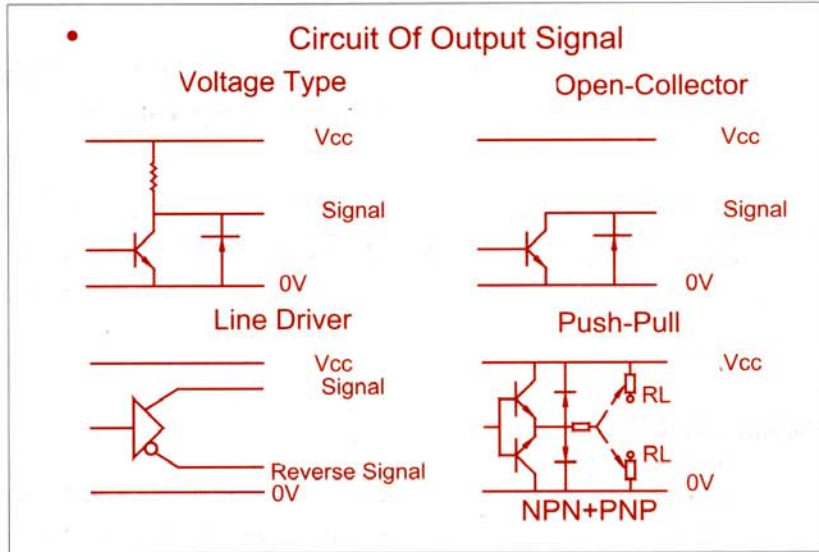 • Circuit Of Output Signal
Voltage Type
Vcc
Signal
0V
Open-Collector
Vcc
Signal
0V
Line Driver
Vcc
Signal
Reverse Signal
0V
Push-Pull
Vcc
RL
RL
0V
NPN+PNP